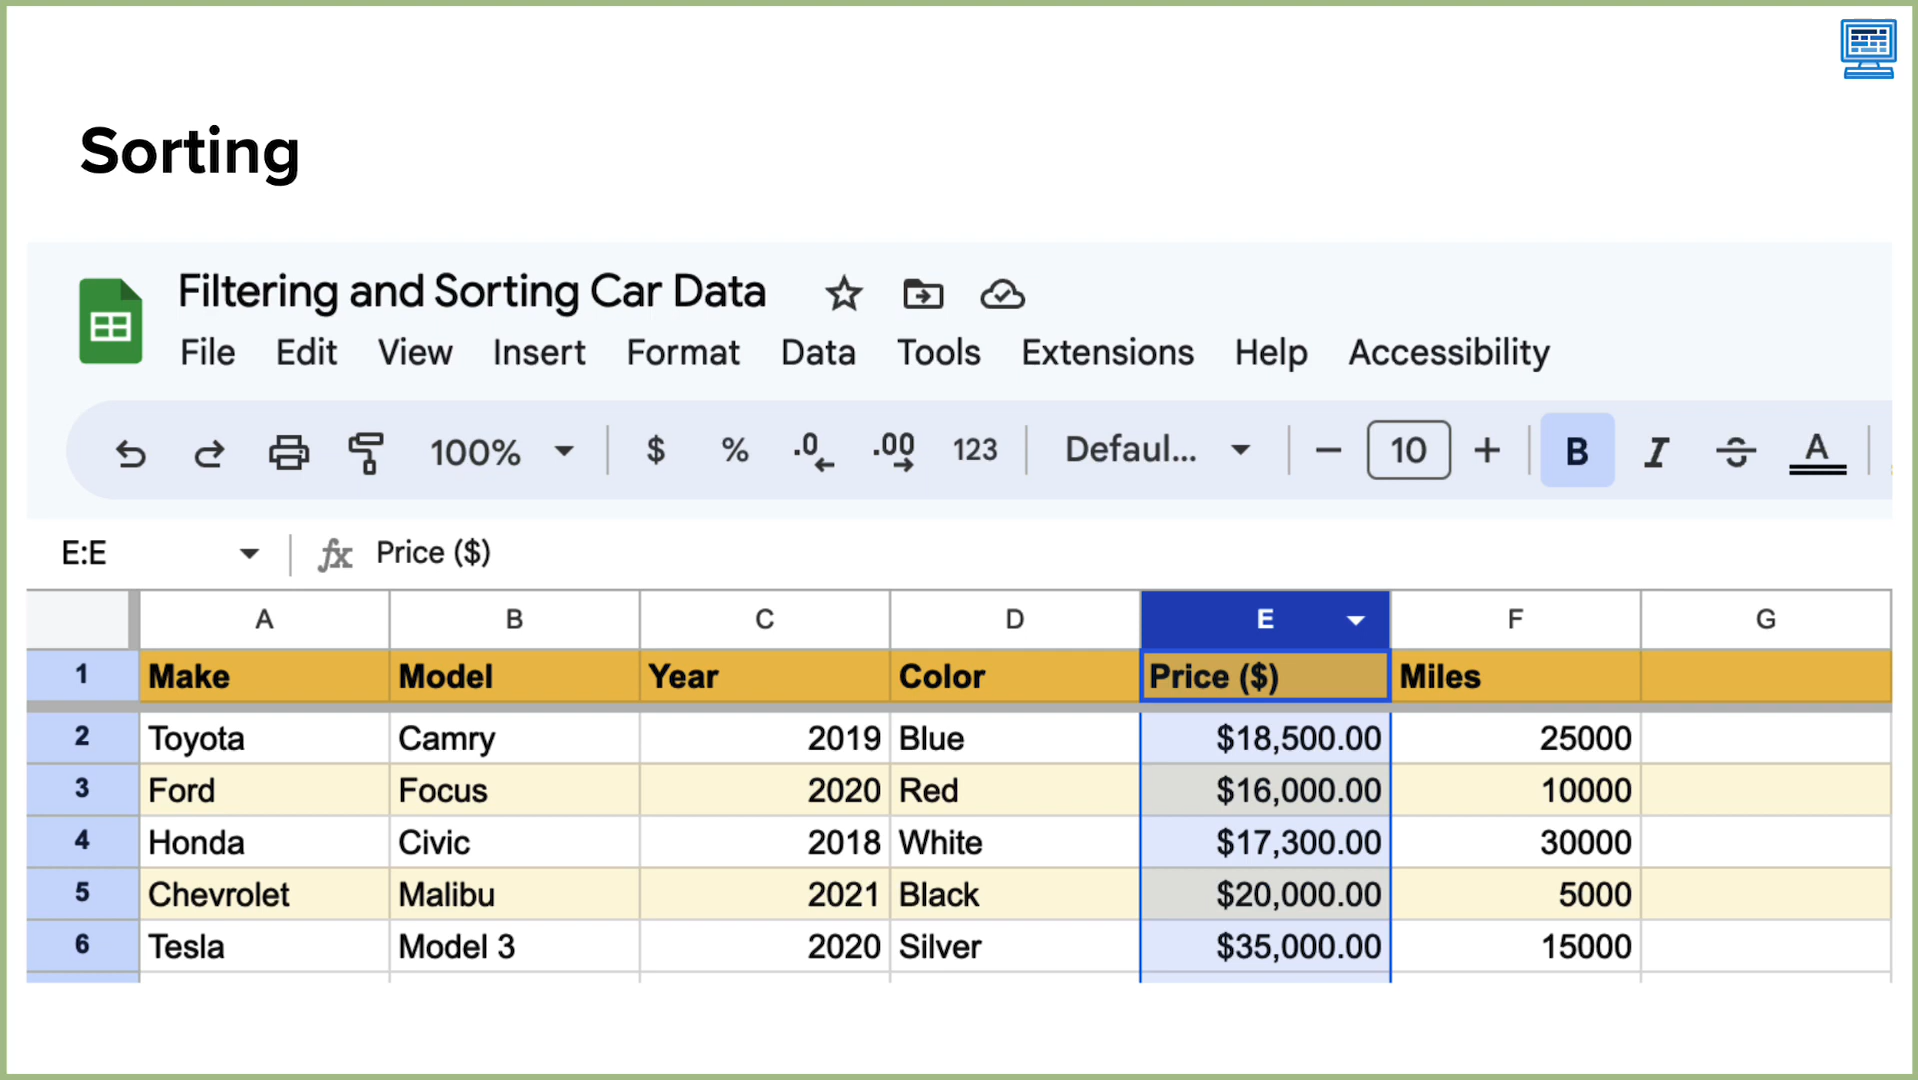 Sorting
Filtering and Sorting Car Data
File Edit View Insert Format Data Tools Extensions Help Accessibility
100% $ % .0 .00 123 Defaul... − 10 + B I S A
E:E fx Price ($)
A B C D E F G
1 Make Model Year Color Price ($) Miles
2 Toyota Camry 2019 Blue $18,500.00 25000
3 Ford Focus 2020 Red $16,000.00 10000
4 Honda Civic 2018 White $17,300.00 30000
5 Chevrolet Malibu 2021 Black $20,000.00 5000
6 Tesla Model 3 2020 Silver $35,000.00 15000